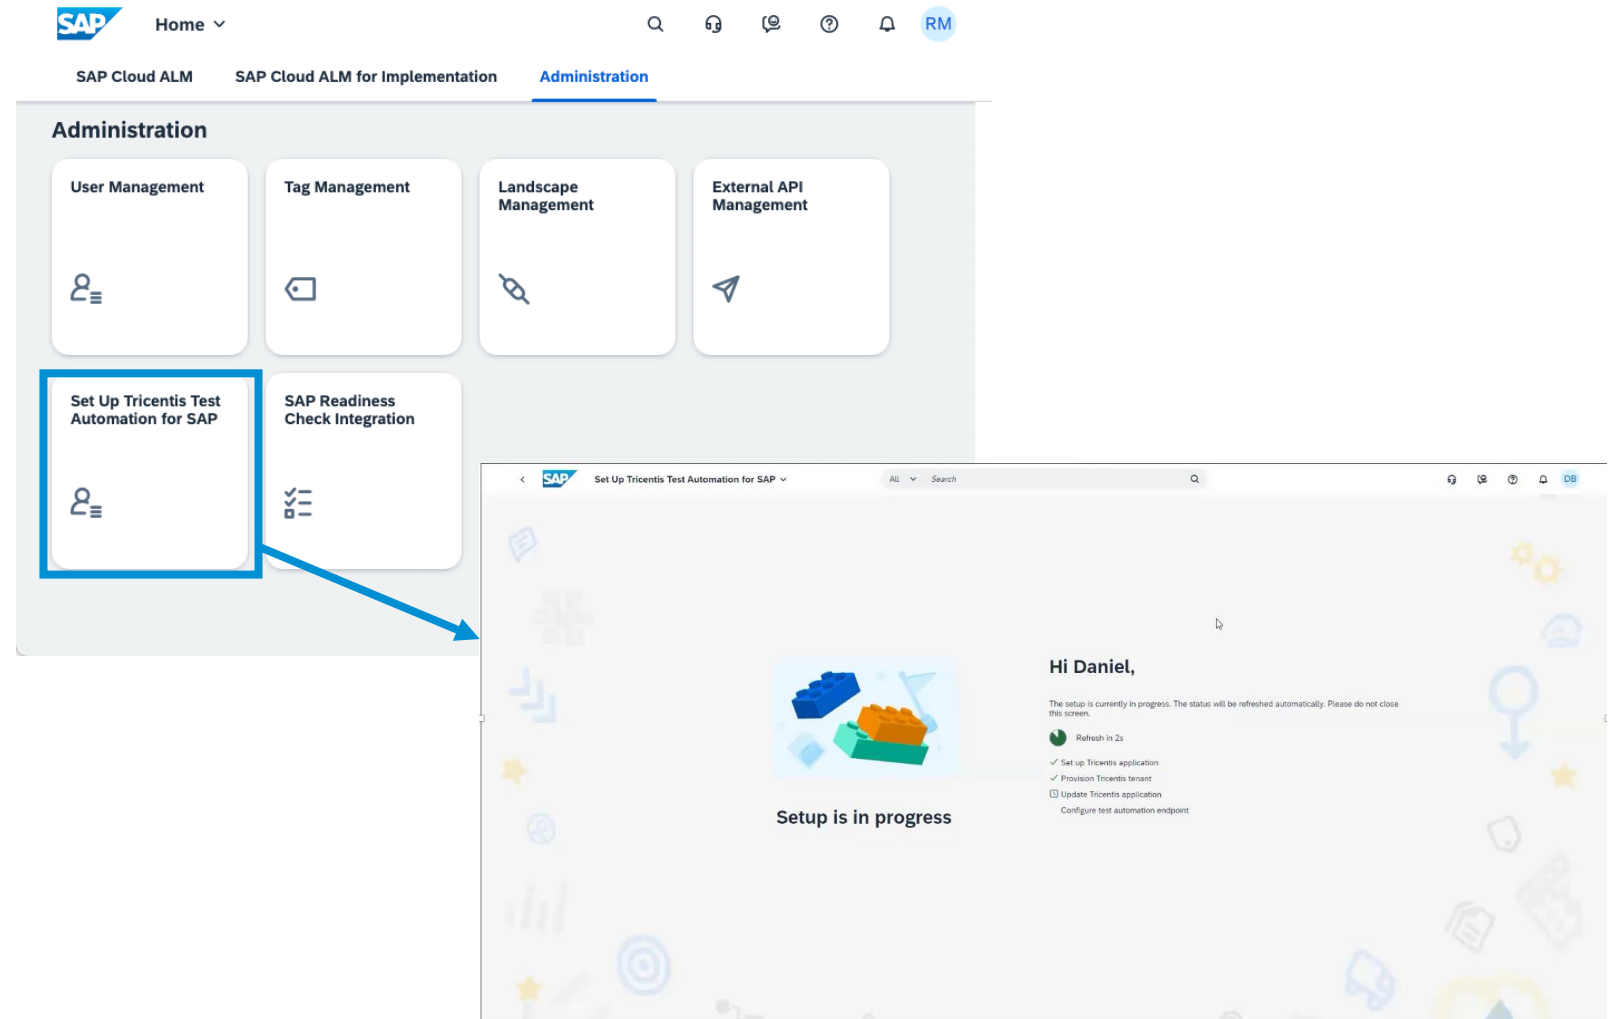 SAP
Home
RM
SAP Cloud ALM
SAP Cloud ALM for Implementation
Administration
Administration
User Management
Tag Management
Landscape
Management
External API
Management
Set Up Tricentis Test
Automation for SAP
SAP Readiness
Check Integration
SAP
Set Up Tricentis Test Automation for SAP
All
Search
DB
Hi Daniel,
The setup is currently in progress. The status will be refreshed automatically. Please do not close
this screen.
Refresh in 2s
Set up Tricentis application
Provision Tricentis tenant
Update Tricentis application
Configure test automation endpoint
Setup is in progress